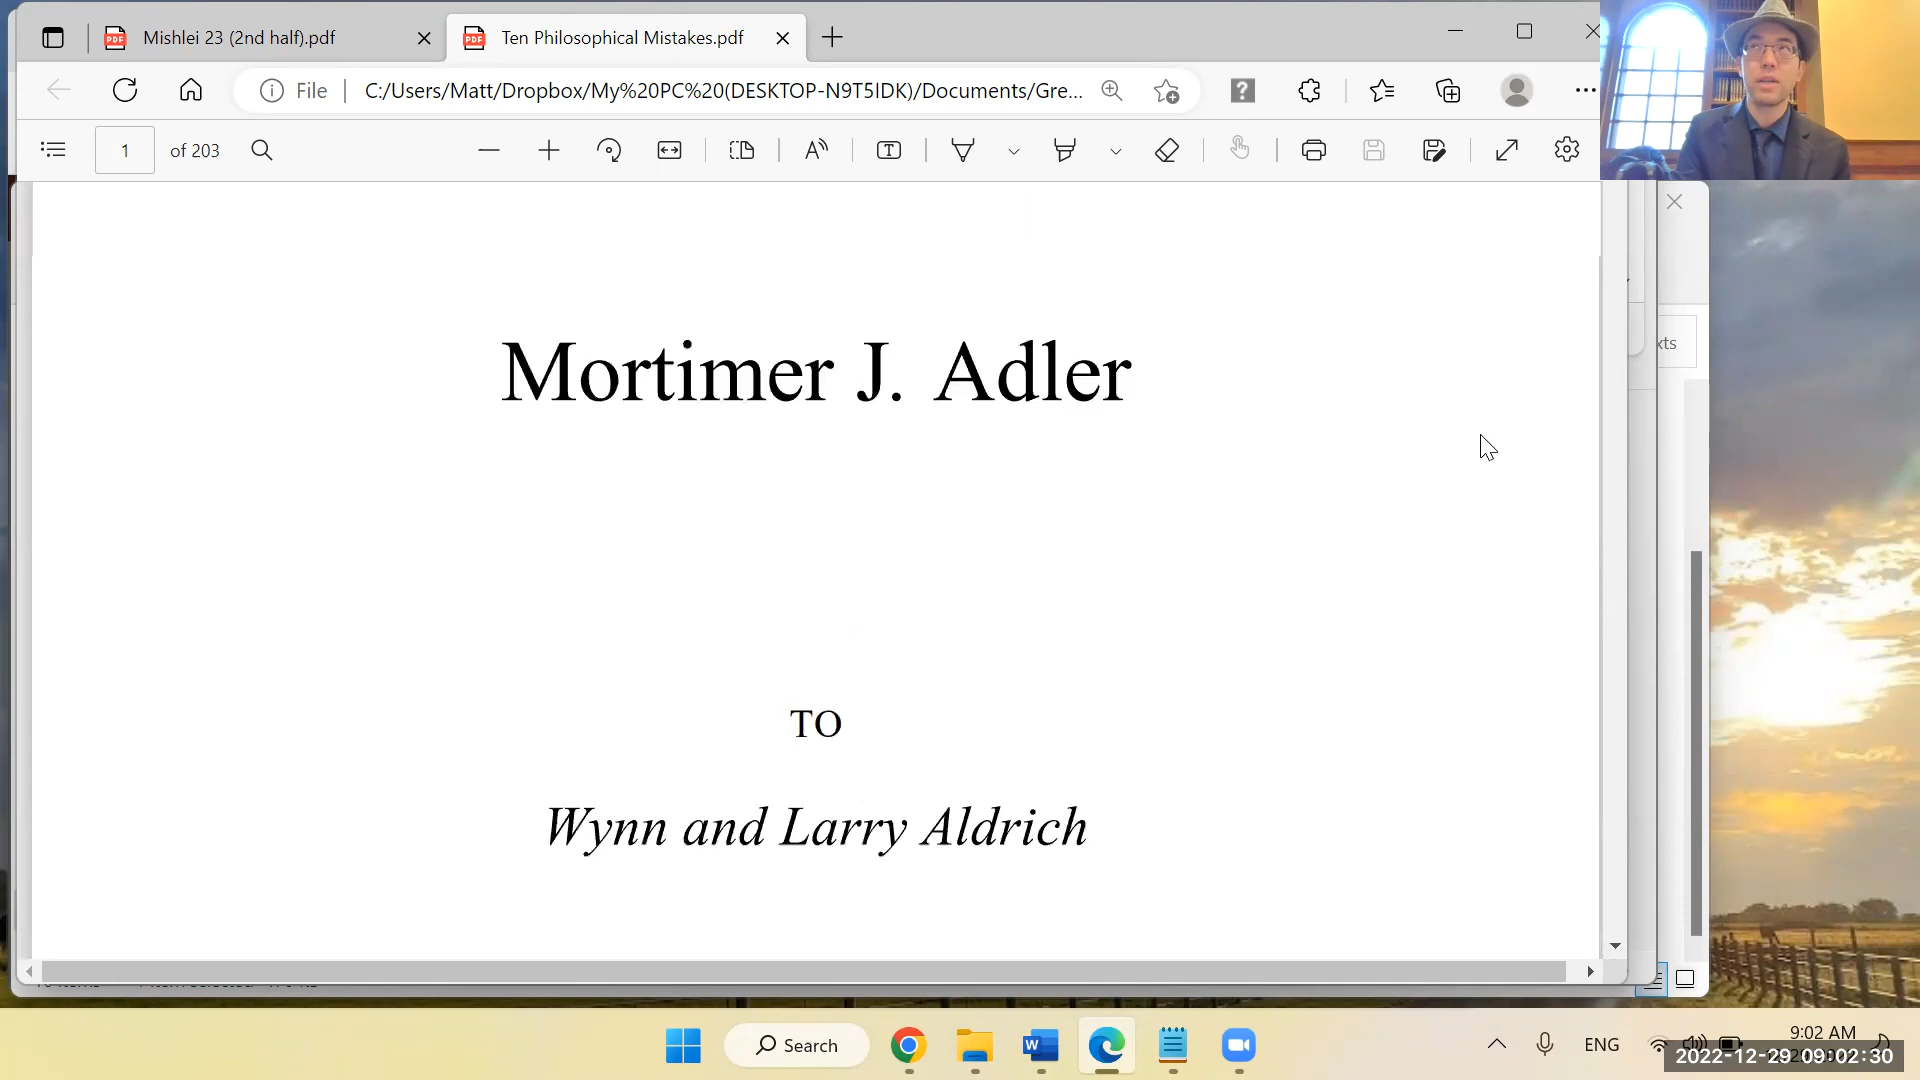 Mishlei 23 (2nd half).pdf
Ten Philosophical Mistakes.pdf
File
C:/Users/Matt/Dropbox/My%20PC%20(DESKTOP-N9T5IDK)/Documents/Gre...
1 of 203
Mortimer J. Adler
TO
Wynn and Larry Aldrich
xts
Search
ENG
9:02 AM
2022-12-29 09:02:30